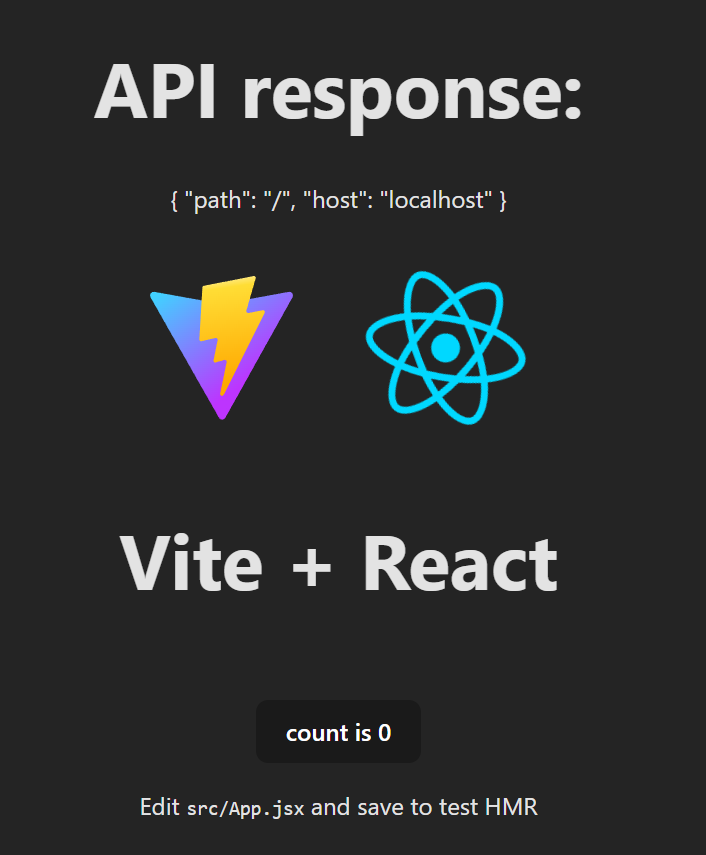 API response:
{ "path": "/", "host": "localhost" }
Vite + React
count is 0
Edit src/App.jsx and save to test HMR